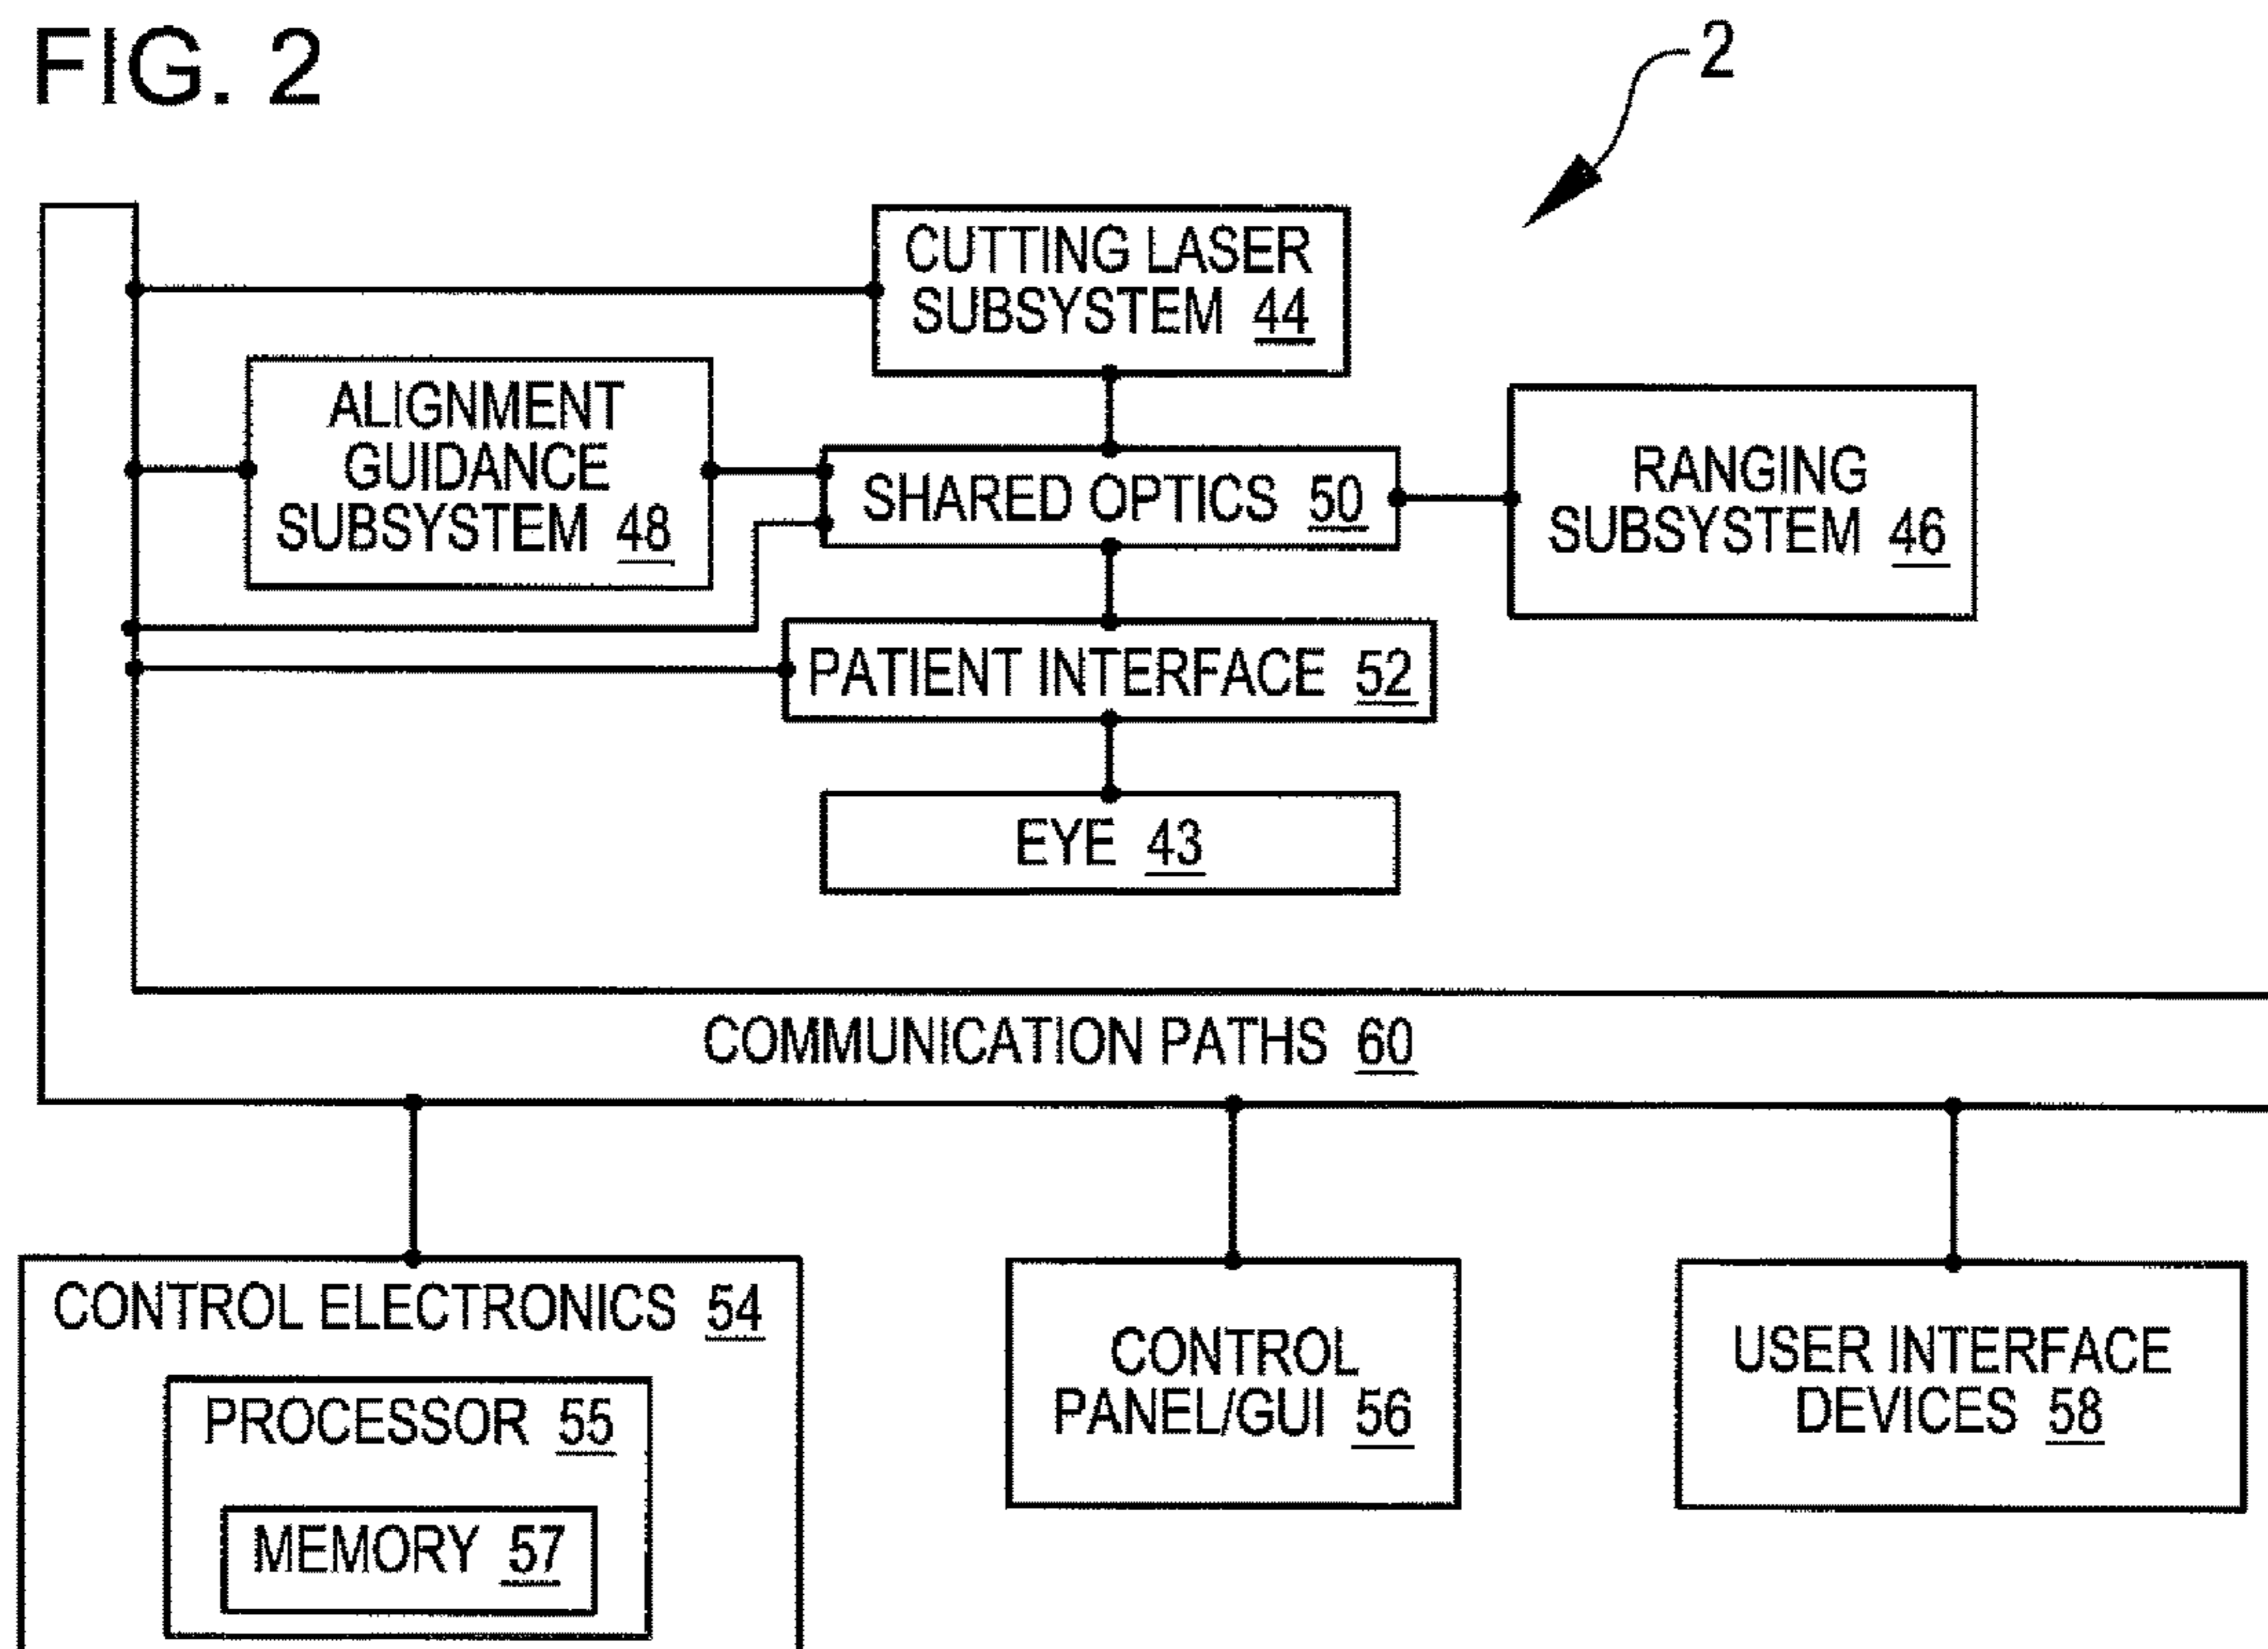 FIG. 2
2
CUTTING LASER
SUBSYSTEM 44
ALIGNMENT
GUIDANCE
SUBSYSTEM 48
SHARED OPTICS 50
RANGING
SUBSYSTEM 46
PATIENT INTERFACE 52
EYE 43
COMMUNICATION PATHS 60
CONTROL ELECTRONICS 54
PROCESSOR 55
MEMORY 57
CONTROL
PANEL/GUI 56
USER INTERFACE
DEVICES 58